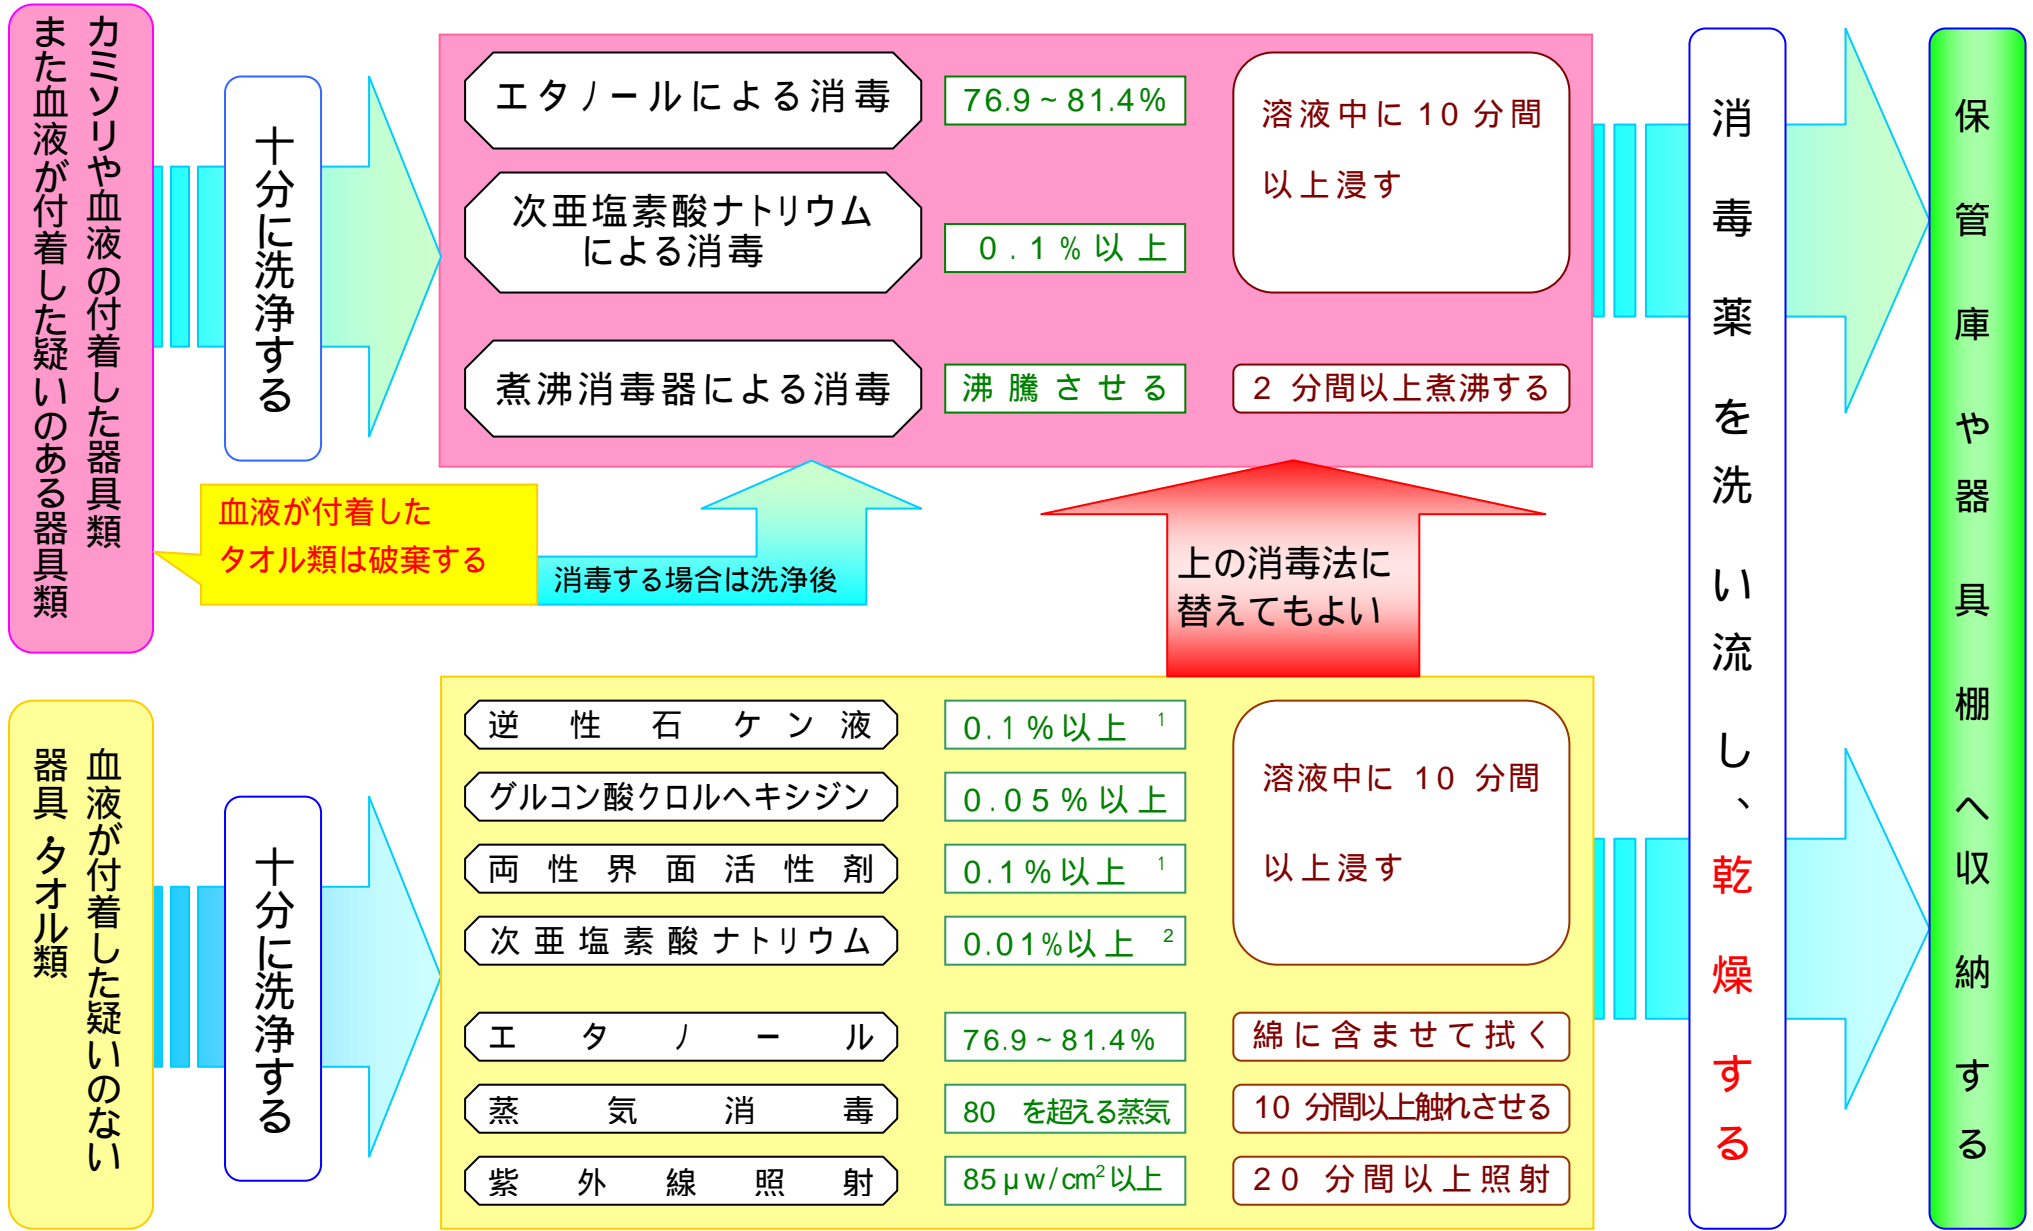 カミソリや血液の付着した器具類
また血液が付着した疑いのある器具類
十分に洗浄する
エタノールによる消毒
76.9~81.4%
次亜塩素酸ナトリウム
による消毒
0.1%以上
溶液中に10分間
以上浸す
煮沸消毒器による消毒
沸騰させる
2 分間以上煮沸する
血液が付着した
タオル類は破棄する
消毒する場合は洗浄後
上の消毒法に
替えてもよい
血液が付着した疑いのない
器具・タオル類
十分に洗浄する
逆性石ケン液
0.1%以上 1
グルコン酸クロルヘキシジン
0.05%以上
両性界面活性剤
0.1%以上 1
次亜塩素酸ナトリウム
0.01%以上 2
溶液中に 10 分間
以上浸す
エタノール
76.9~81.4%
綿に含ませて拭く
蒸気消毒
80 を超える蒸気
10 分間以上触れさせる
紫外線照射
85μw/cm²以上
20 分間以上照射
消毒薬を洗い流し、乾燥する
保管庫や器具棚へ収納する